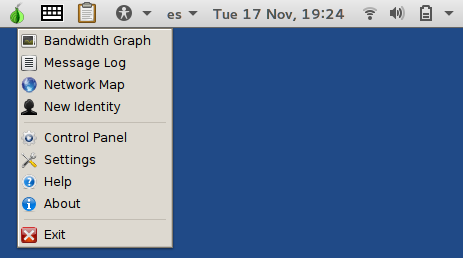 es
Tue 17 Nov, 19:24
Bandwidth Graph
Message Log
Network Map
New Identity
Control Panel
Settings
Help
About
Exit